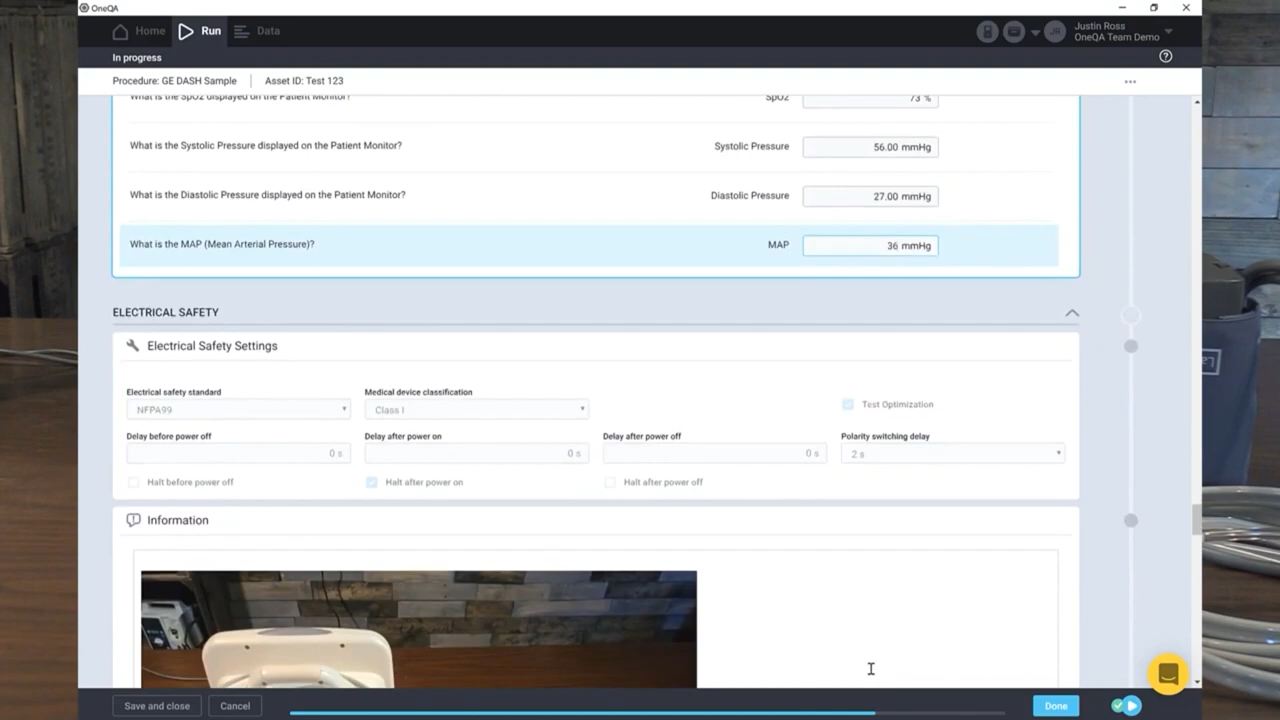 OneQA
Home
Run
Data
JR
Justin Ross
OneQA Team Demo
In progress
Procedure: GE DASH Sample
Asset ID: Test 123
What is the SpO2 displayed on the Patient Monitor?
SpO2
73 %
What is the Systolic Pressure displayed on the Patient Monitor?
Systolic Pressure
56.00 mmHg
What is the Diastolic Pressure displayed on the Patient Monitor?
Diastolic Pressure
27.00 mmHg
What is the MAP (Mean Arterial Pressure)?
MAP
36 mmHg
ELECTRICAL SAFETY
Electrical Safety Settings
Electrical safety standard
Medical device classification
NFPA99
Class I
Test Optimization
Delay before power off
Delay after power on
Delay after power off
Polarity switching delay
0 s
0 s
0 s
2 s
Halt before power off
Halt after power on
Halt after power off
Information
Save and close
Cancel
Done